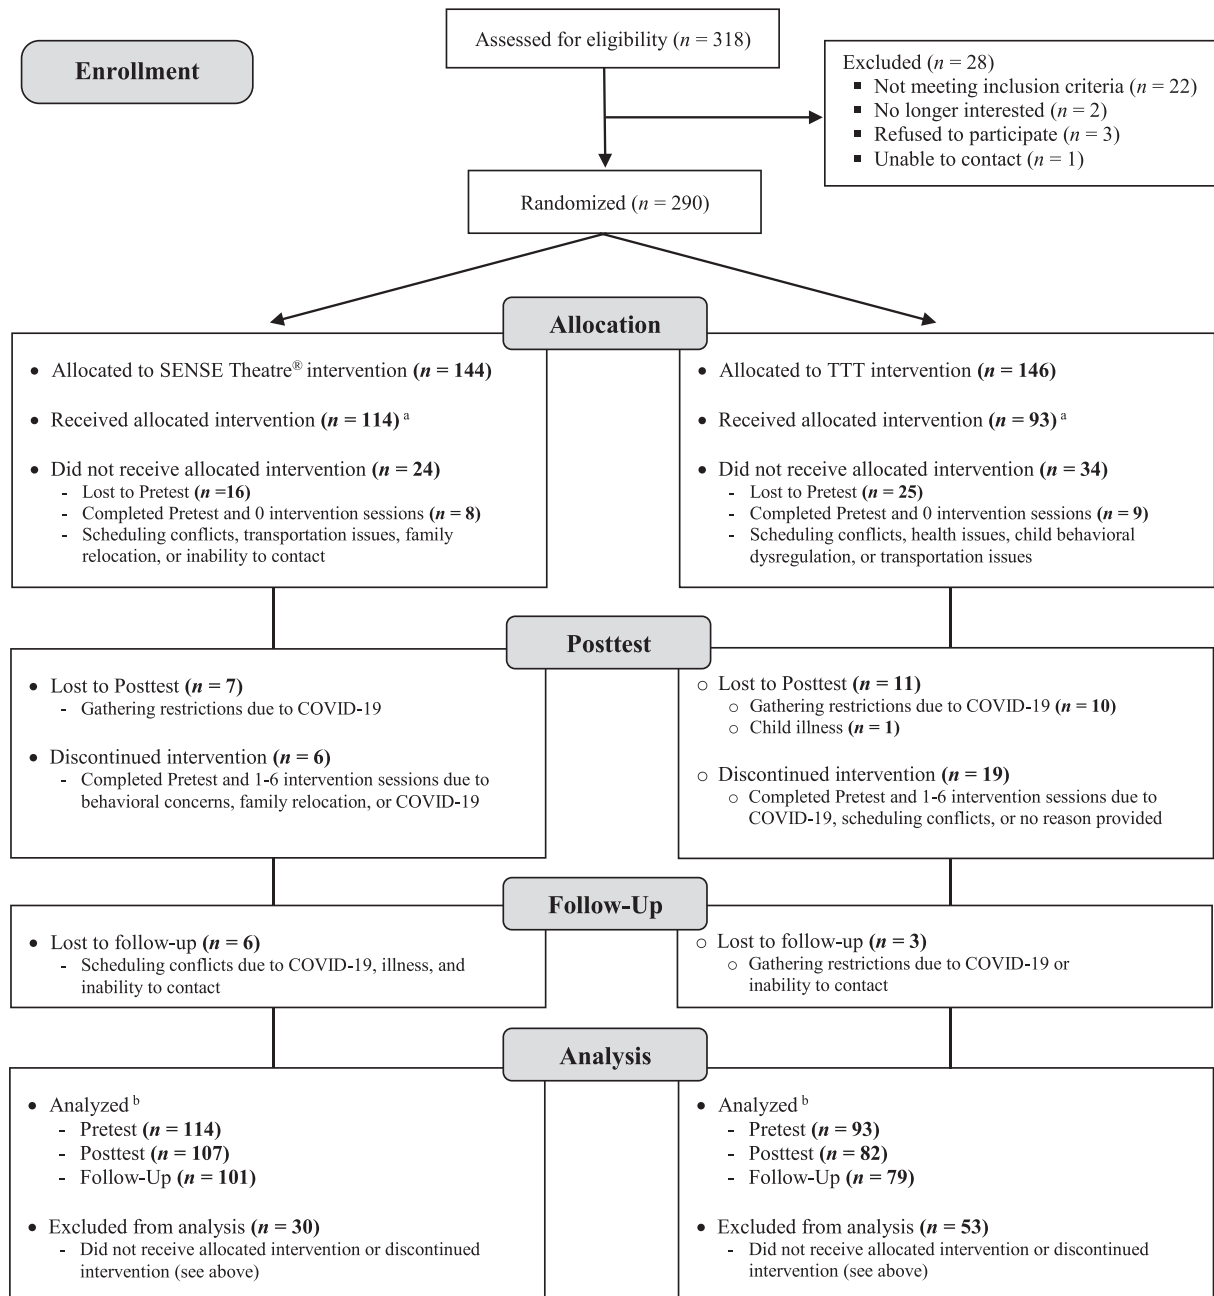 Assessed for eligibility (n = 318)
Enrollment
Excluded (n = 28)
▪ Not meeting inclusion criteria (n = 22)
▪ No longer interested (n = 2)
▪ Refused to participate (n = 3)
▪ Unable to contact (n = 1)
Randomized (n = 290)
Allocation
• Allocated to SENSE Theatre® intervention (n = 144)
• Received allocated intervention (n = 114) a
• Did not receive allocated intervention (n = 24)
- Lost to Pretest (n =16)
- Completed Pretest and 0 intervention sessions (n = 8)
- Scheduling conflicts, transportation issues, family
relocation, or inability to contact
• Allocated to TTT intervention (n = 146)
• Received allocated intervention (n = 93) a
• Did not receive allocated intervention (n = 34)
- Lost to Pretest (n = 25)
- Completed Pretest and 0 intervention sessions (n = 9)
- Scheduling conflicts, health issues, child behavioral
dysregulation, or transportation issues
Posttest
• Lost to Posttest (n = 7)
- Gathering restrictions due to COVID-19
• Discontinued intervention (n = 6)
- Completed Pretest and 1-6 intervention sessions due to
behavioral concerns, family relocation, or COVID-19
○ Lost to Posttest (n = 11)
○ Gathering restrictions due to COVID-19 (n = 10)
○ Child illness (n = 1)
○ Discontinued intervention (n = 19)
○ Completed Pretest and 1-6 intervention sessions due to
COVID-19, scheduling conflicts, or no reason provided
Follow-Up
• Lost to follow-up (n = 6)
- Scheduling conflicts due to COVID-19, illness, and
inability to contact
○ Lost to follow-up (n = 3)
○ Gathering restrictions due to COVID-19 or
inability to contact
Analysis
• Analyzed b
- Pretest (n = 114)
- Posttest (n = 107)
- Follow-Up (n = 101)
• Excluded from analysis (n = 30)
- Did not receive allocated intervention or discontinued
intervention (see above)
• Analyzed b
- Pretest (n = 93)
- Posttest (n = 82)
- Follow-Up (n = 79)
• Excluded from analysis (n = 53)
- Did not receive allocated intervention or discontinued
intervention (see above)